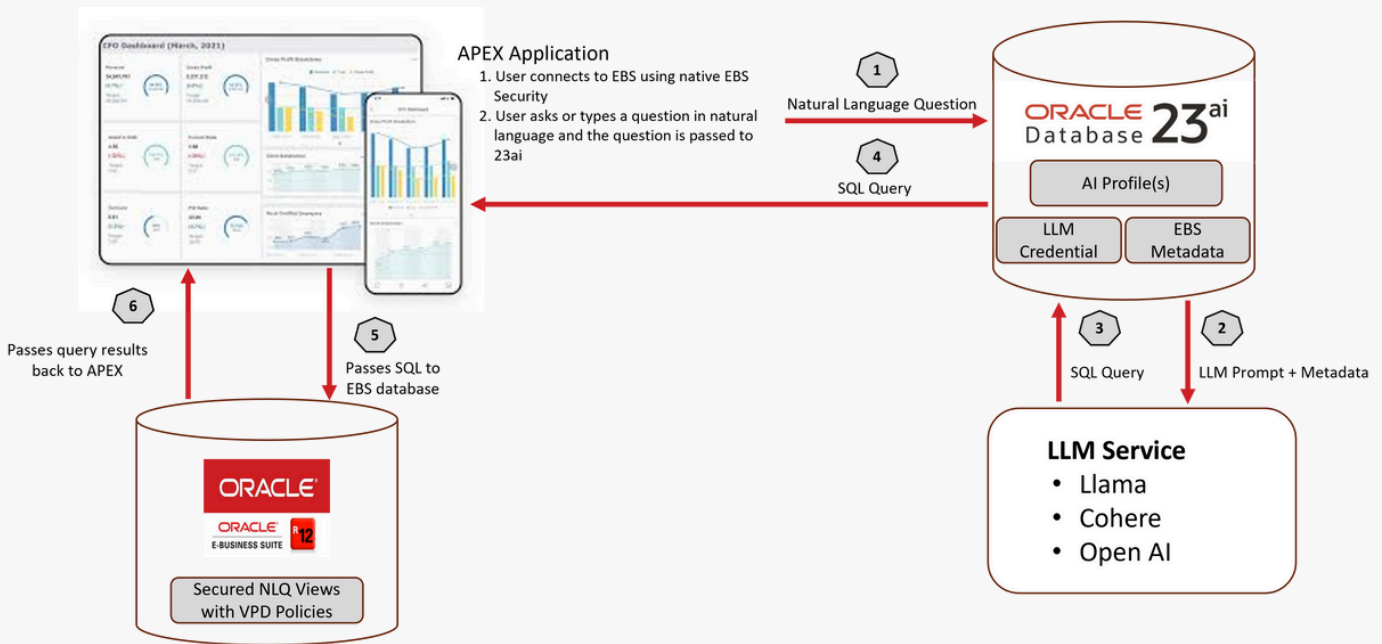 CFO Dashboard (March, 2021)
APEX Application
1. User connects to EBS using native EBS
Security
2. User asks or types a question in natural
language and the question is passed to
23ai
1
Natural Language Question
4
SQL Query
ORACLE
Database 23ai
AI Profile(s)
LLM
Credential
EBS
Metadata
6
Passes query results
back to APEX
5
Passes SQL to
EBS database
3
SQL Query
2
LLM Prompt + Metadata
ORACLE
ORACLE
E-BUSINESS SUITE
R12
Secured NLQ Views
with VPD Policies
LLM Service
• Llama
• Cohere
• Open AI